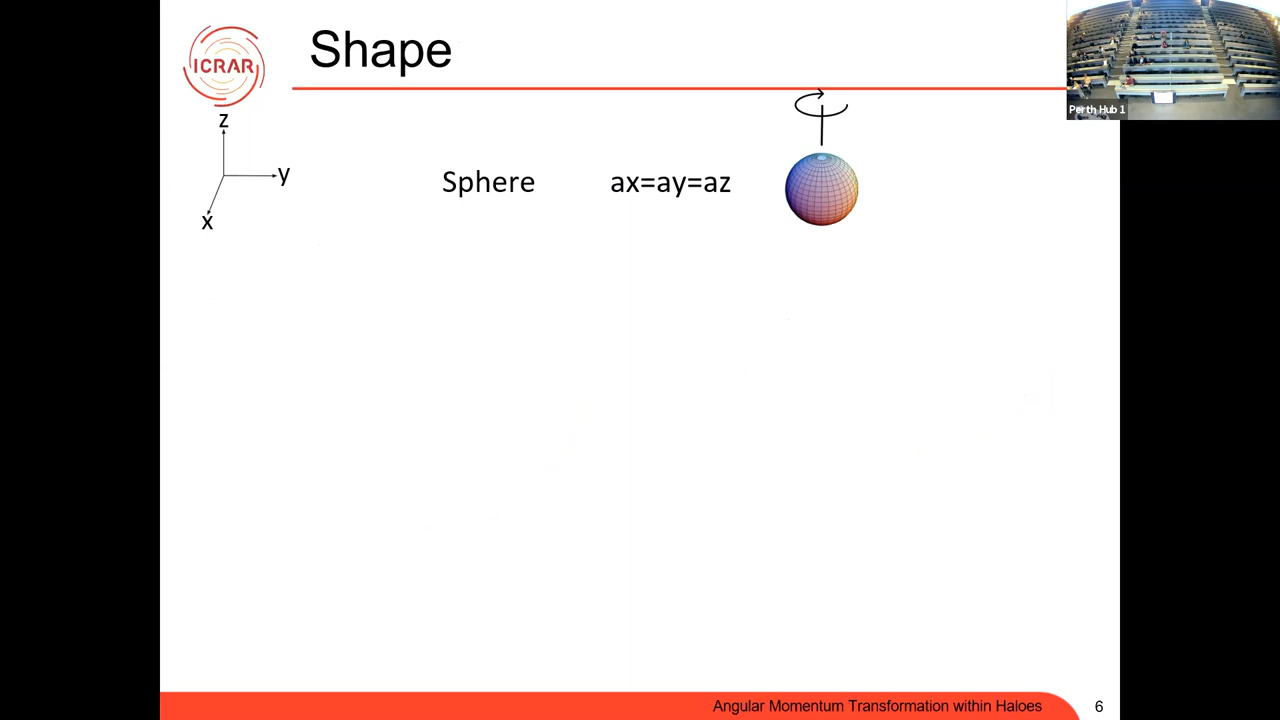 ICRAR
Shape
Perth Hub 1
z
y
x
Sphere ax=ay=az
Angular Momentum Transformation within Haloes 6